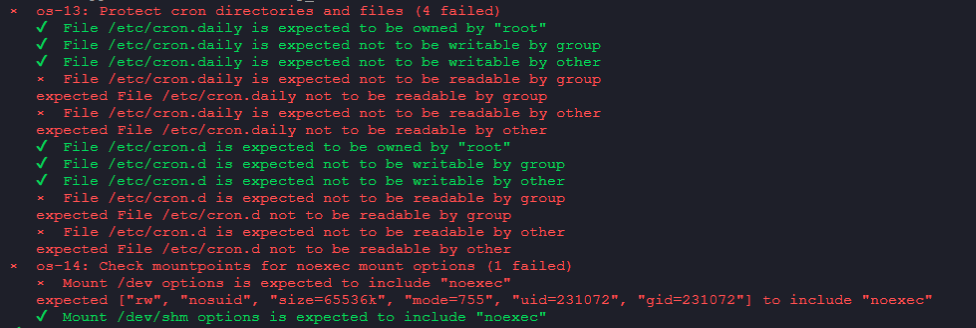 × os-13: Protect cron directories and files (4 failed)
✓ File /etc/cron.daily is expected to be owned by "root"
✓ File /etc/cron.daily is expected not to be writable by group
✓ File /etc/cron.daily is expected not to be writable by other
× File /etc/cron.daily is expected not to be readable by group
expected File /etc/cron.daily not to be readable by group
× File /etc/cron.daily is expected not to be readable by other
expected File /etc/cron.daily not to be readable by other
✓ File /etc/cron.d is expected to be owned by "root"
✓ File /etc/cron.d is expected not to be writable by group
✓ File /etc/cron.d is expected not to be writable by other
× File /etc/cron.d is expected not to be readable by group
expected File /etc/cron.d not to be readable by group
× File /etc/cron.d is expected not to be readable by other
expected File /etc/cron.d not to be readable by other
× os-14: Check mountpoints for noexec mount options (1 failed)
× Mount /dev options is expected to include "noexec"
expected ["rw", "nosuid", "size=65536k", "mode=755", "uid=231072", "gid=231072"] to include "noexec"
✓ Mount /dev/shm options is expected to include "noexec"